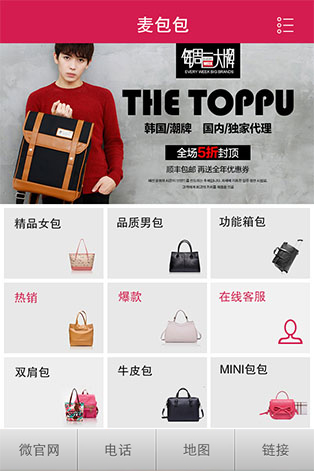 麦包包
每周三大牌
EVERY WEEK BIG BRANDS
THE TOPPU
韩国/潮牌 国内/独家代理
全场5折封顶
顺丰包邮 再送全年优惠券
精品女包
品质男包
功能箱包
热销
爆款
在线客服
双肩包
牛皮包
MINI包包
微官网
电话
地图
链接